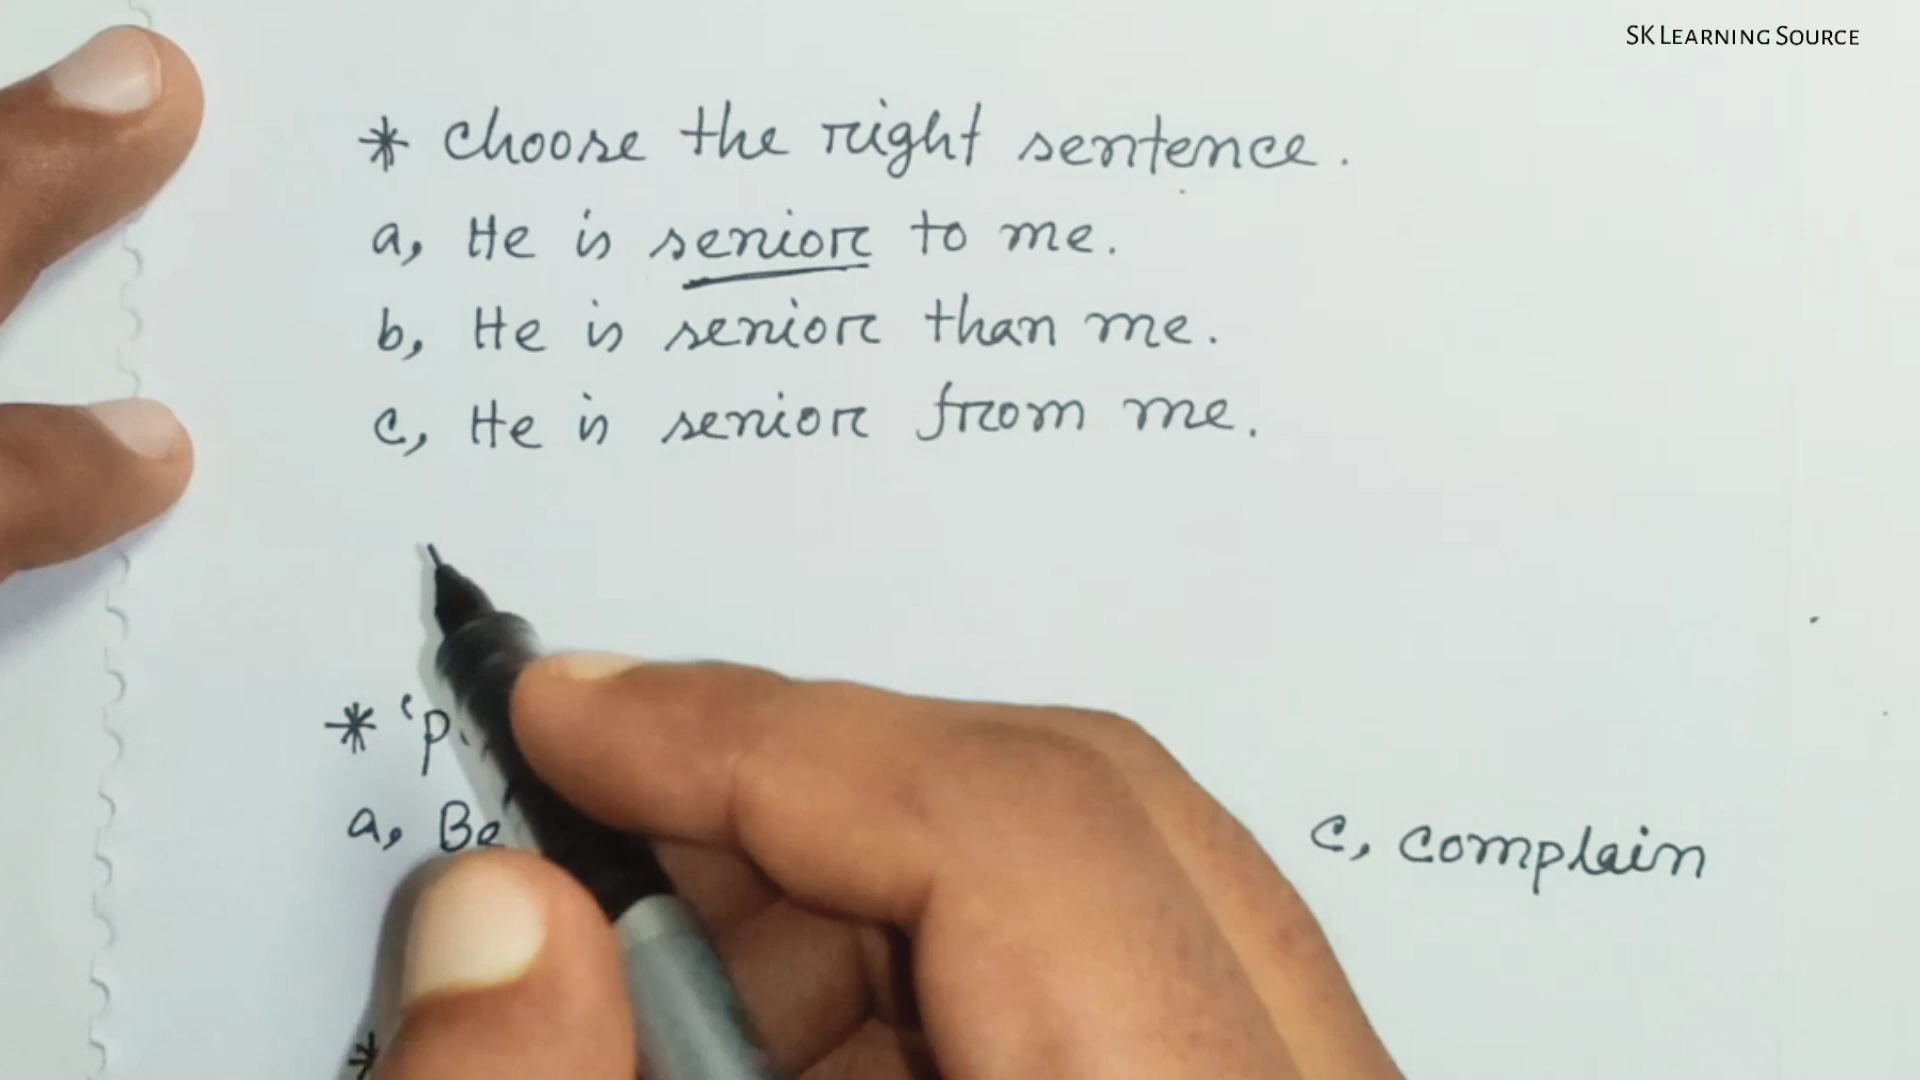 SK LEARNING SOURCE
* choose the right sentence.
a, He is senior to me.
b, He is senior than me.
c, He is senior from me.
*
a,
c, complain
*